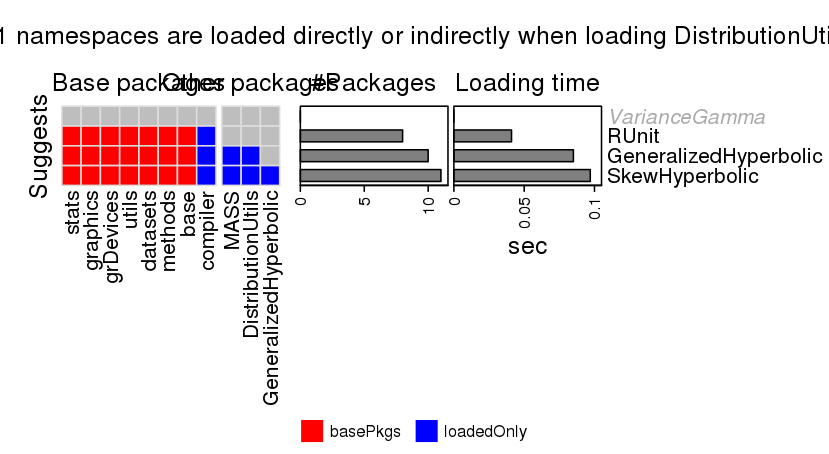 1 namespaces are loaded directly or indirectly when loading DistributionUti
Base packages
Other packages
#Packages
Loading time
Suggests
VarianceGamma
RUnit
GeneralizedHyperbolic
SkewHyperbolic
stats
graphics
grDevices
utils
datasets
methods
base
compiler
MASS
DistributionUtils
GeneralizedHyperbolic
0
5
10
0
0.05
0.1
sec
basePkgs
loadedOnly